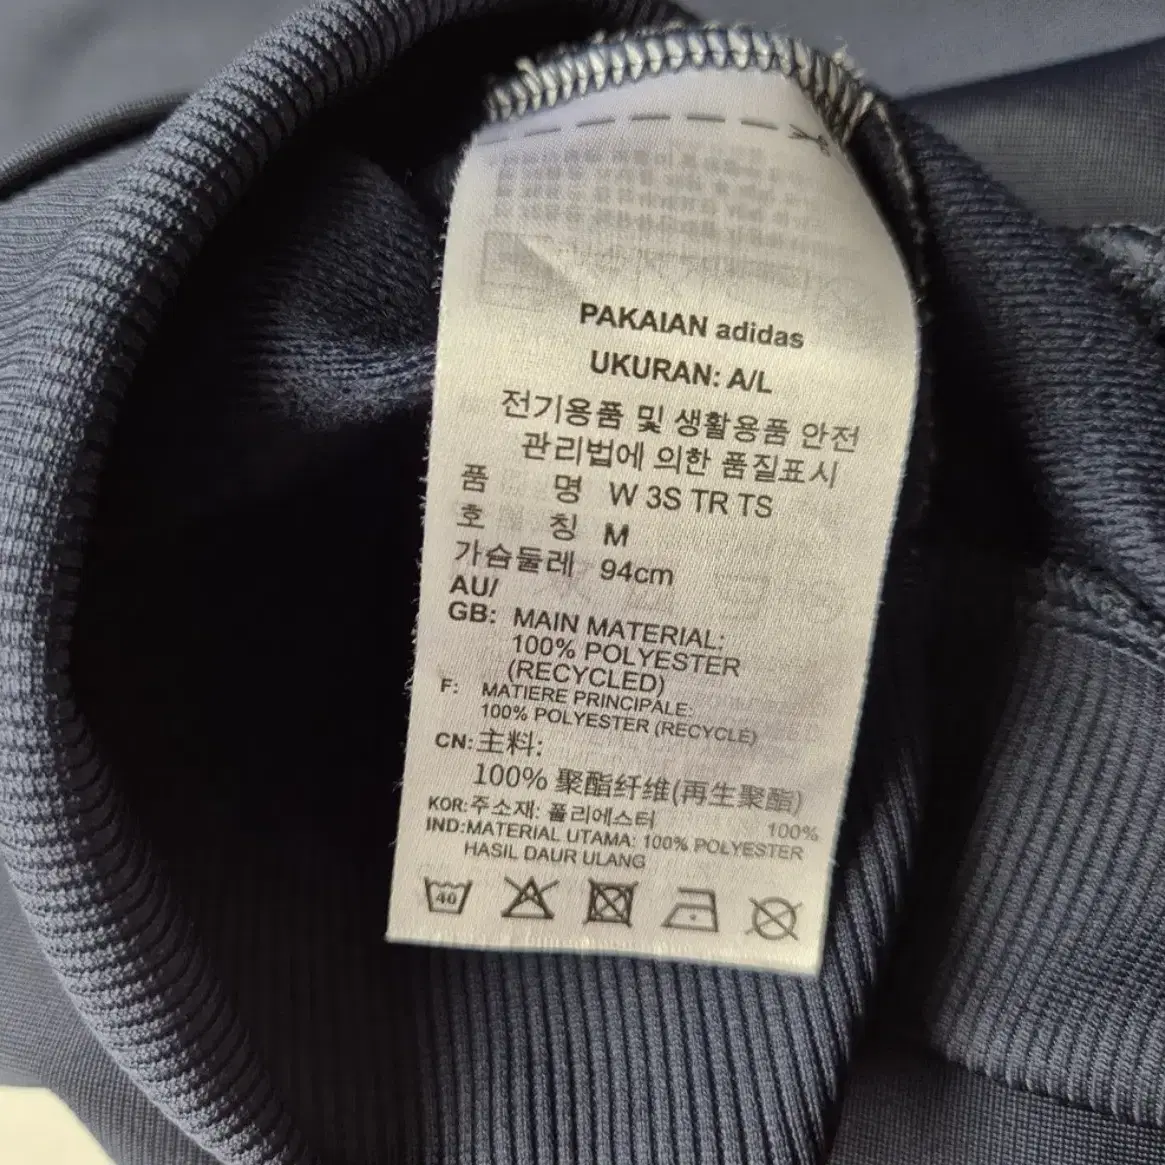 PAKAIAN adidas
UKURAN: A/L
전기용품 및 생활용품 안전
관리법에 의한 품질표시
품 명 W 3S TR TS
호 칭 M
가슴둘레 94cm
AU/
GB: MAIN MATERIAL:
100% POLYESTER
(RECYCLED)
F: MATIERE PRINCIPALE:
100% POLYESTER (RECYCLE)
CN:主料:
100% 聚酯纤维(再生聚酯)
KOR:주소재: 폴리에스터 100%
IND:MATERIAL UTAMA: 100% POLYESTER
HASIL DAUR ULANG
40